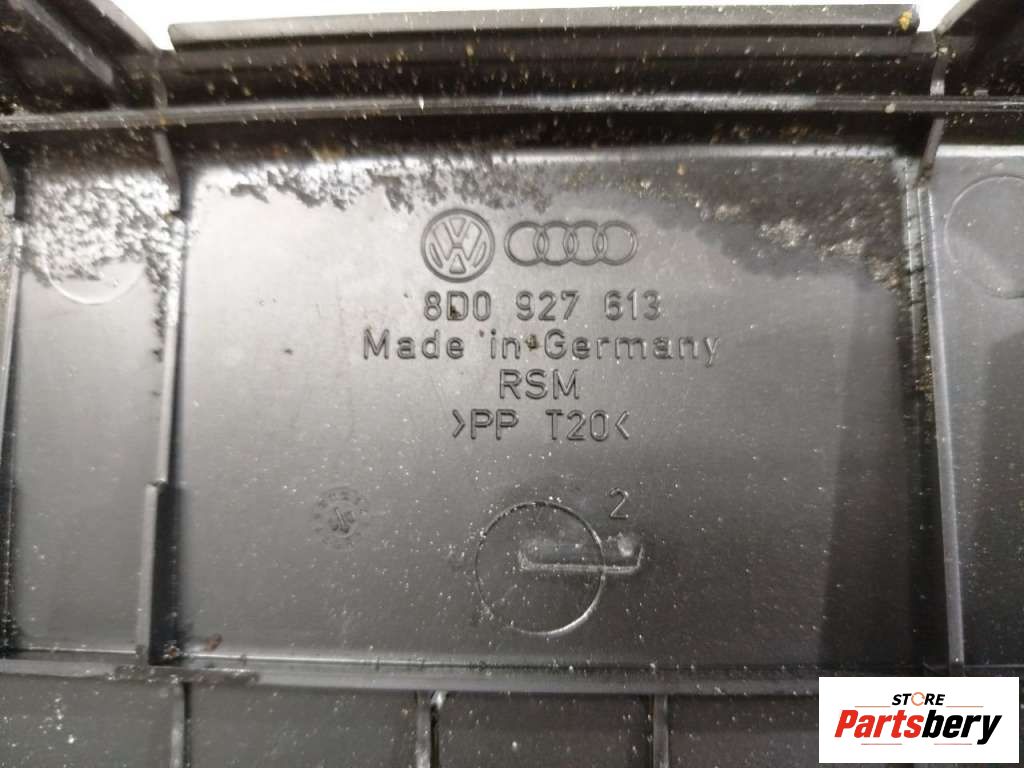 8D0 927 613
Made in Germany
RSM
>PP T20<
2
STORE
Partsbery